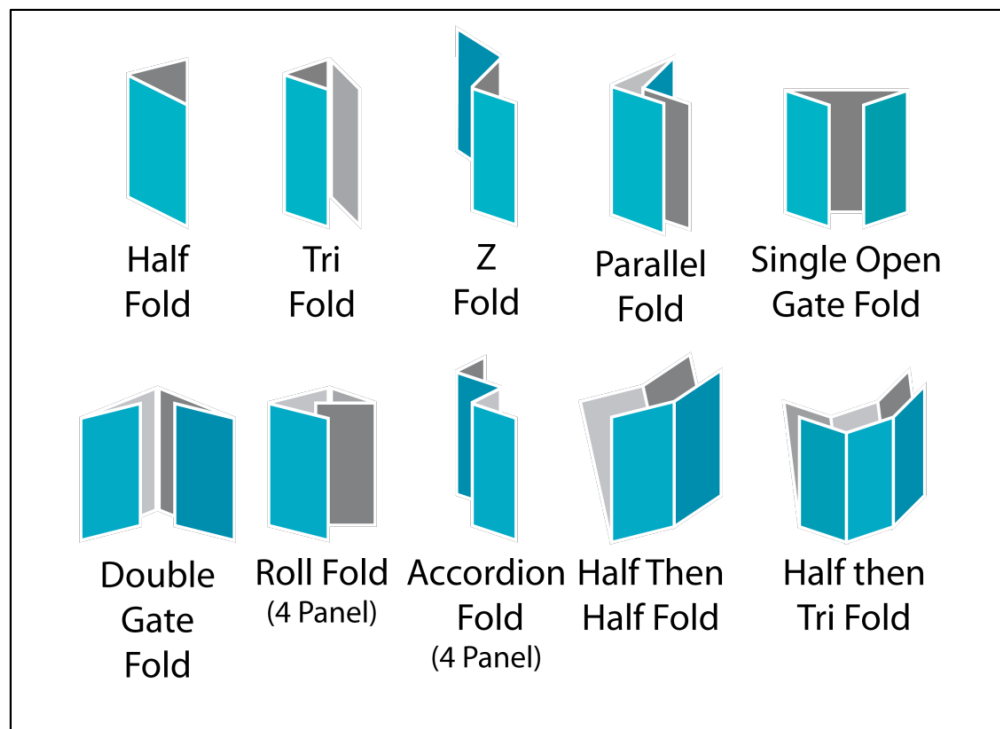 Half
Fold
Tri
Fold
Z
Fold
Parallel
Fold
Single Open
Gate Fold
Double
Gate
Fold
Roll Fold
(4 Panel)
Accordion
Fold
(4 Panel)
Half Then
Half Fold
Half then
Tri Fold